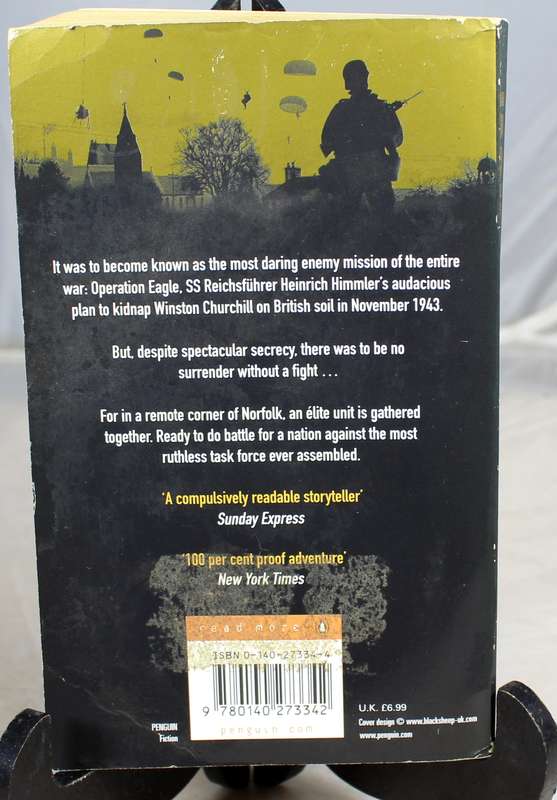 It was to become known as the most daring enemy mission of the entire
war: Operation Eagle, SS Reichsführer Heinrich Himmler's audacious
plan to kidnap Winston Churchill on British soil in November 1943.
But, despite spectacular secrecy, there was to be no
surrender without a fight ...
For in a remote corner of Norfolk, an élite unit is gathered
together. Ready to do battle for a nation against the most
ruthless task force ever assembled.
'A compulsively readable storyteller'
Sunday Express
'100 per cent proof adventure'
New York Times
read more
ISBN 0-140-27334-4
9 780140 273342
penguin.com
PENGUIN
Fiction
U.K. £6.99
Cover design © www.blacksheep-uk.com
www.penguin.com